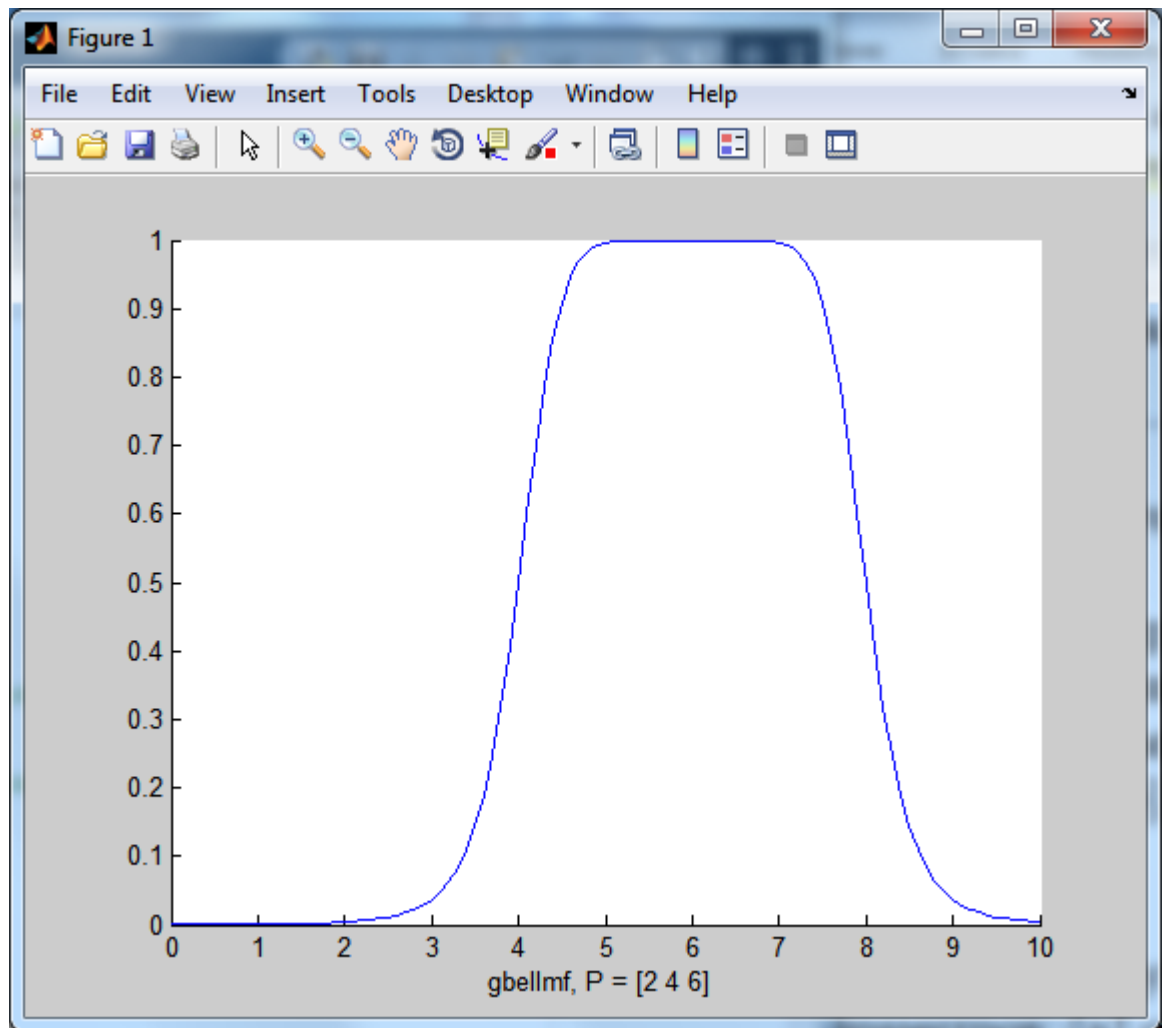 Figure 1
File Edit View Insert Tools Desktop Window Help
1
0.9
0.8
0.7
0.6
0.5
0.4
0.3
0.2
0.1
0
0 1 2 3 4 5 6 7 8 9 10
gbellmf, P = [2 4 6]